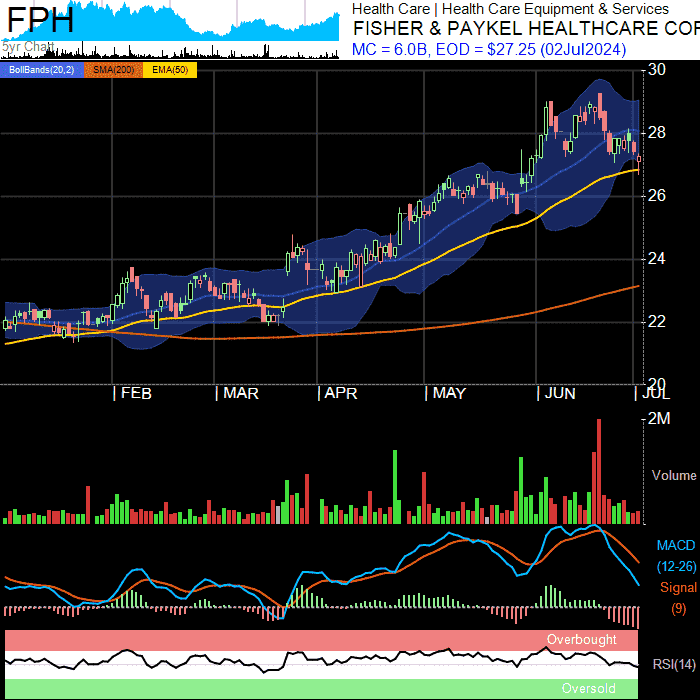 FPH
5yr Chart
Health Care | Health Care Equipment & Services
FISHER & PAYKEL HEALTHCARE COR
MC = 6.0B, EOD = $27.25 (02Jul2024)
BollBands(20,2) SMA(200) EMA(50)
30
28
26
24
22
20
FEB MAR APR MAY JUN JUL
2M
Volume
MACD
(12-26)
Signal
(9)
Overbought
RSI(14)
Oversold